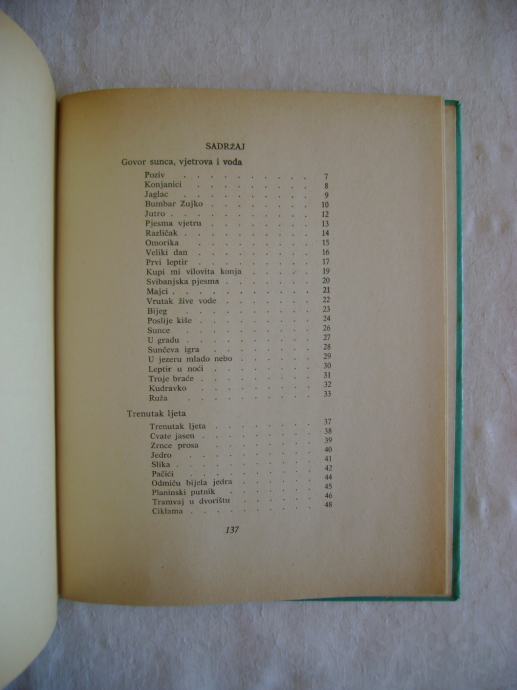 SADRŽAJ
Govor sunca, vjetrova i voda
Poziv . . . . . . . . . . 7
Konjanici . . . . . . . . . 8
Jaglac . . . . . . . . . . 9
Bumbar Zujko . . . . . . . . 10
Jutro . . . . . . . . . . 12
Pjesma vjetru . . . . . . . . 13
Različak . . . . . . . . . 14
Omorika . . . . . . . . . 15
Veliki dan . . . . . . . . . 16
Prvi leptir . . . . . . . . . 17
Kupi mi vilovita konja . . . . . . 19
Svibanjska pjesma . . . . . . . 20
Majci . . . . . . . . . . 21
Vrutak žive vode . . . . . . . 22
Bijeg . . . . . . . . . . 23
Poslije kiše . . . . . . . . . 24
Sunce . . . . . . . . . . 26
U gradu . . . . . . . . . 27
Sunčeva igra . . . . . . . . 28
U jezeru mlado nebo . . . . . . 29
Leptir u noći . . . . . . . . 30
Troje braće . . . . . . . . . 31
Kudravko . . . . . . . . . 32
Ruža . . . . . . . . . . 33
Trenutak ljeta
Trenutak ljeta . . . . . . . . 37
Cvate jasen . . . . . . . . . 38
Zrnce prosa . . . . . . . . . 39
Jedro . . . . . . . . . . 40
Slika . . . . . . . . . . 41
Pačići . . . . . . . . . . 42
Odmiču bijela jedra . . . . . . . 44
Planinski putnik . . . . . . . . 45
Tramvaj u dvorištu . . . . . . . 46
Ciklama . . . . . . . . . 48
137